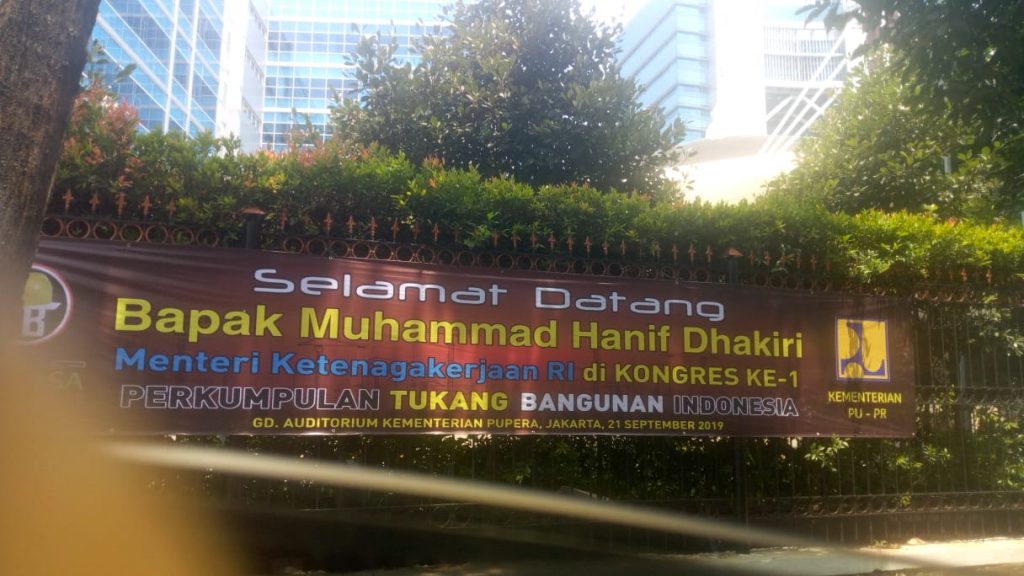 Selamat Datang
Bapak Muhammad Hanif Dhakiri
Menteri Ketenagakerjaan RI di KONGRES KE-1
PERKUMPULAN TUKANG BANGUNAN INDONESIA
GD. AUDITORIUM KEMENTERIAN PUPERA, JAKARTA, 21 SEPTEMBER 2019
KEMENTERIAN
PU - PR
B